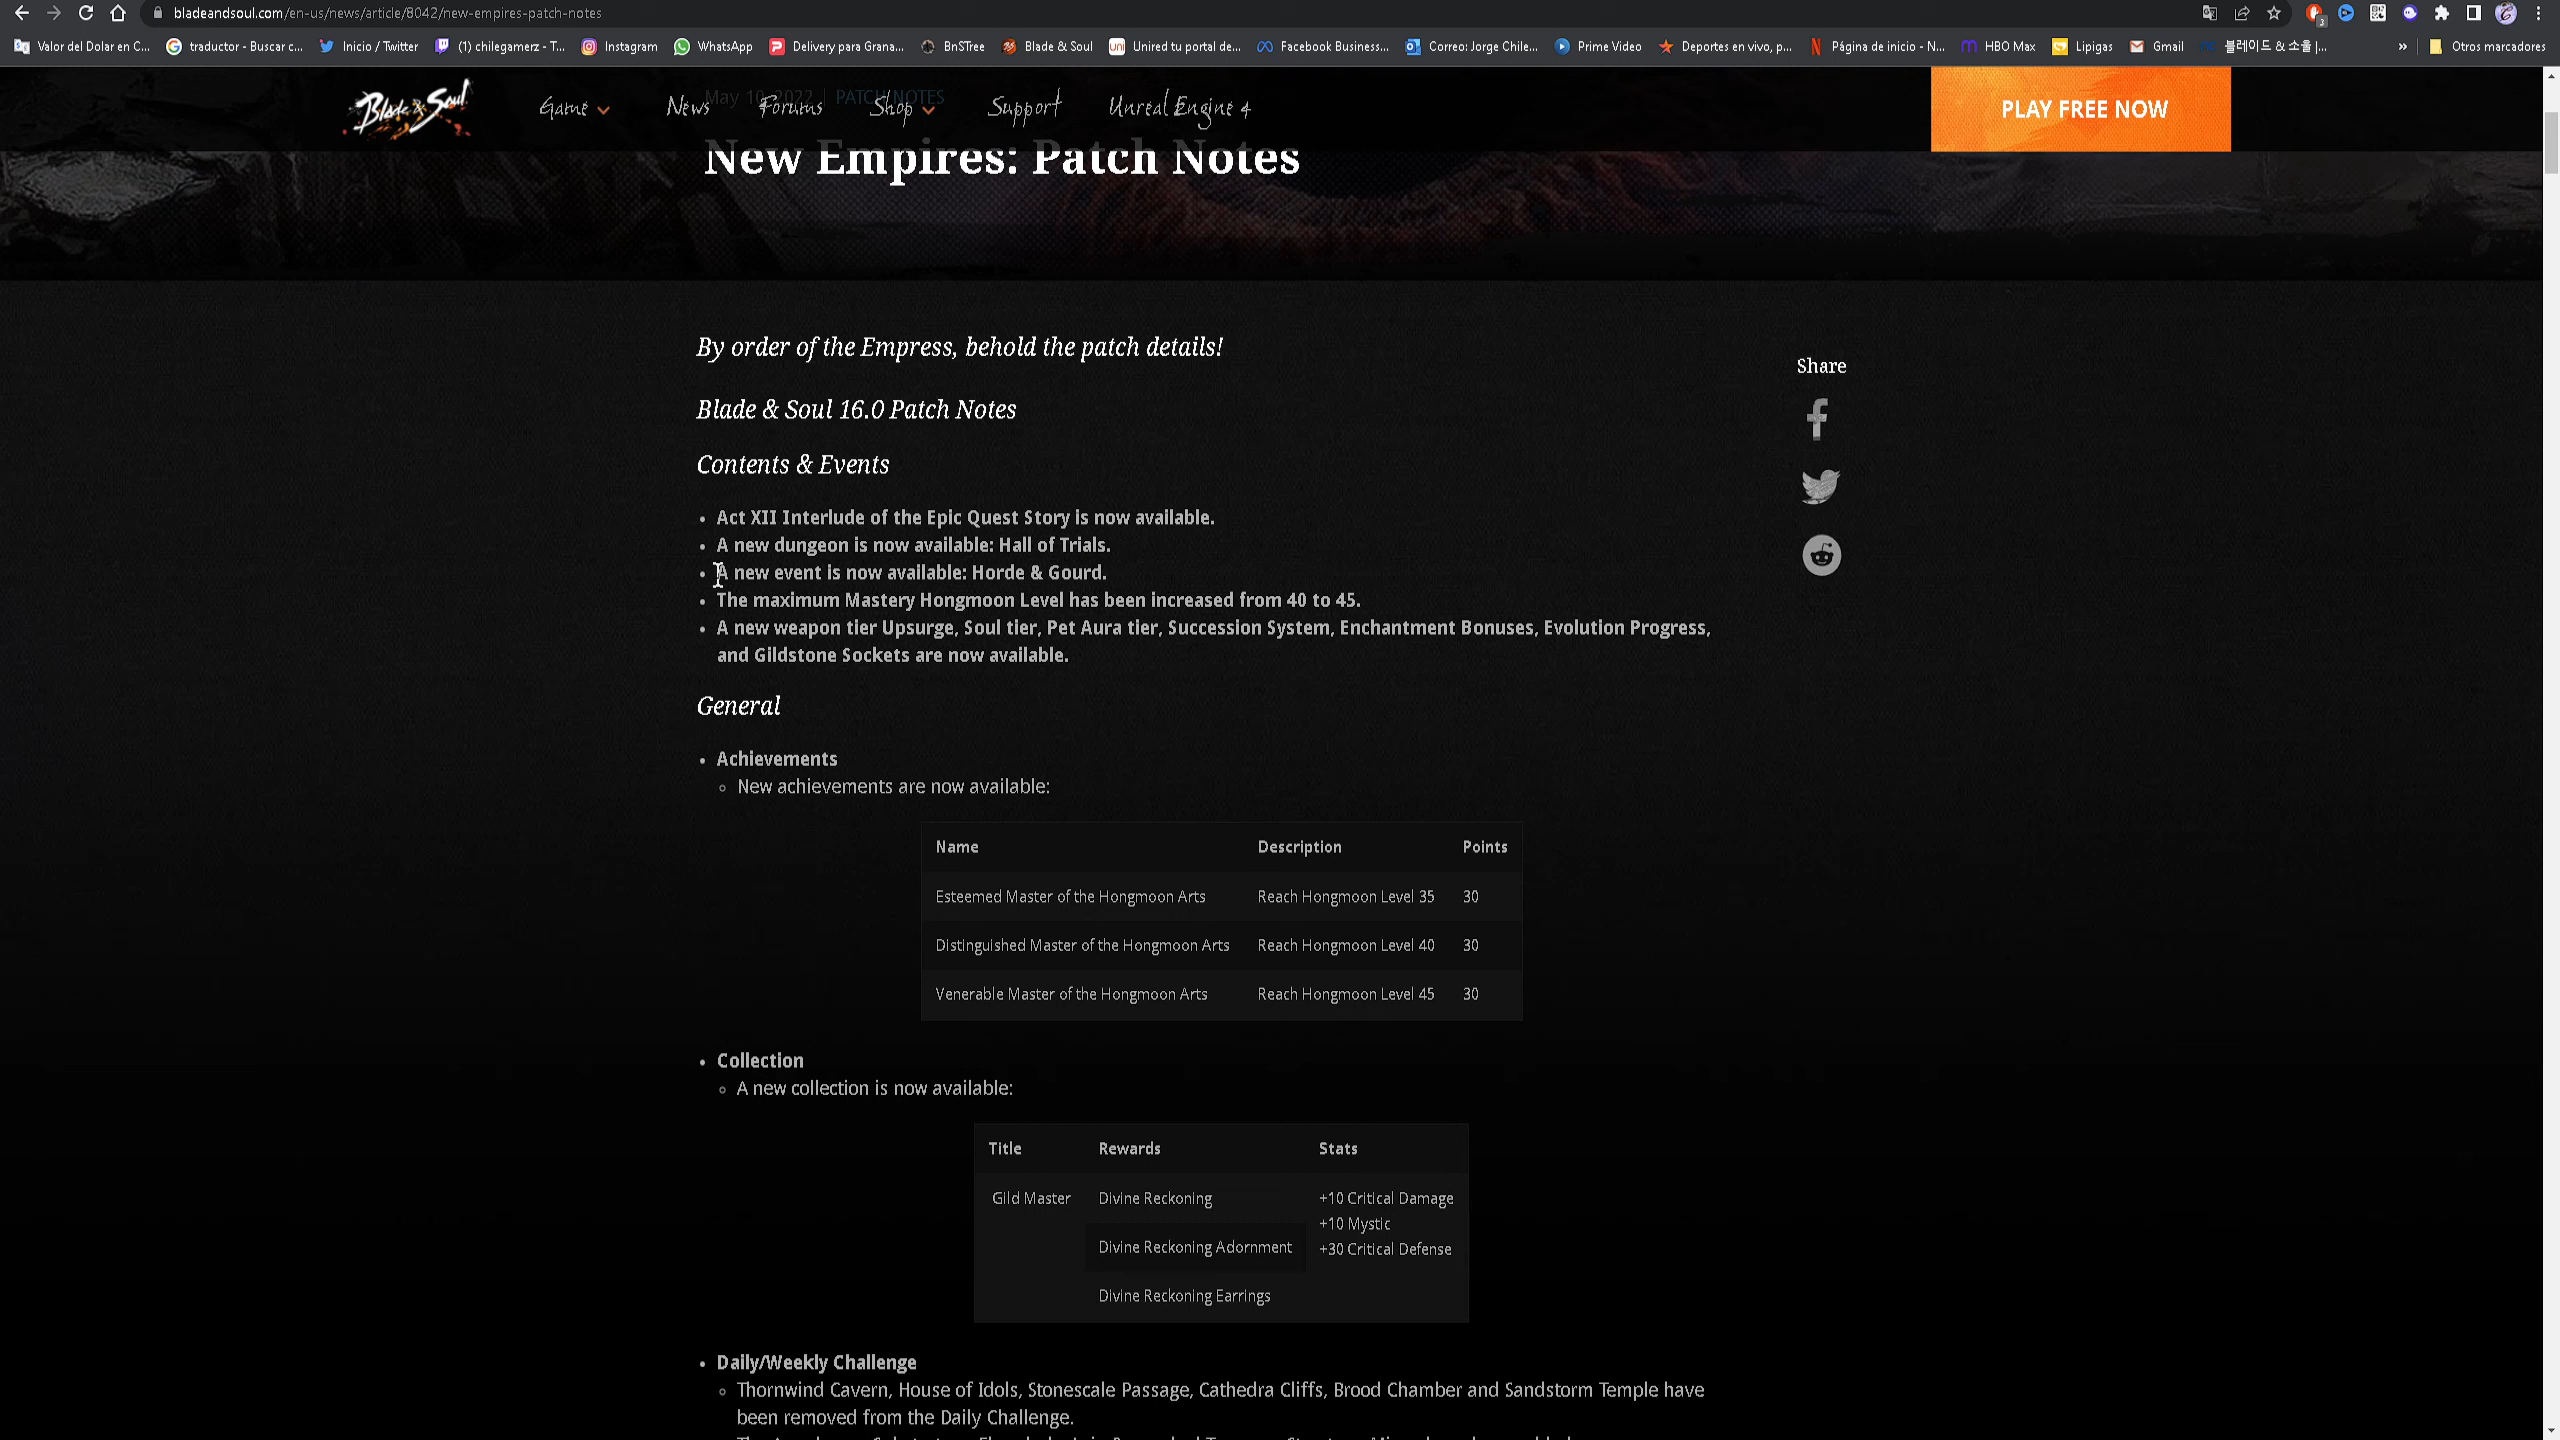 bladeandsoul.com/en-us/news/article/8042/new-empires-patch-notes
Valor del Dolar en C... traductor - Buscar c... Inicio / Twitter (1) chilegamerz - T... Instagram WhatsApp Delivery para Grana... BnSTree Blade & Soul Unired tu portal de... Facebook Business... Correo: Jorge Chile... Prime Video Deportes en vivo, p... Página de inicio - N... HBO Max Lipigas Gmail 블레이드 & 소울 |... » Otros marcadores
May 10, 2022 | PATCH NOTES
Blade & Soul Game News Forums Shop Support Unreal Engine 4 PLAY FREE NOW
New Empires: Patch Notes
By order of the Empress, behold the patch details!
Share
Blade & Soul 16.0 Patch Notes
Contents & Events
• Act XII Interlude of the Epic Quest Story is now available.
• A new dungeon is now available: Hall of Trials.
• A new event is now available: Horde & Gourd.
• The maximum Mastery Hongmoon Level has been increased from 40 to 45.
• A new weapon tier Upsurge, Soul tier, Pet Aura tier, Succession System, Enchantment Bonuses, Evolution Progress,
and Gildstone Sockets are now available.
General
• Achievements
◦ New achievements are now available:
Name Description Points
Esteemed Master of the Hongmoon Arts Reach Hongmoon Level 35 30
Distinguished Master of the Hongmoon Arts Reach Hongmoon Level 40 30
Venerable Master of the Hongmoon Arts Reach Hongmoon Level 45 30
• Collection
◦ A new collection is now available:
Title Rewards Stats
Gild Master Divine Reckoning +10 Critical Damage
+10 Mystic
Divine Reckoning Adornment +30 Critical Defense
Divine Reckoning Earrings
• Daily/Weekly Challenge
◦ Thornwind Cavern, House of Idols, Stonescale Passage, Cathedra Cliffs, Brood Chamber and Sandstorm Temple have
been removed from the Daily Challenge.